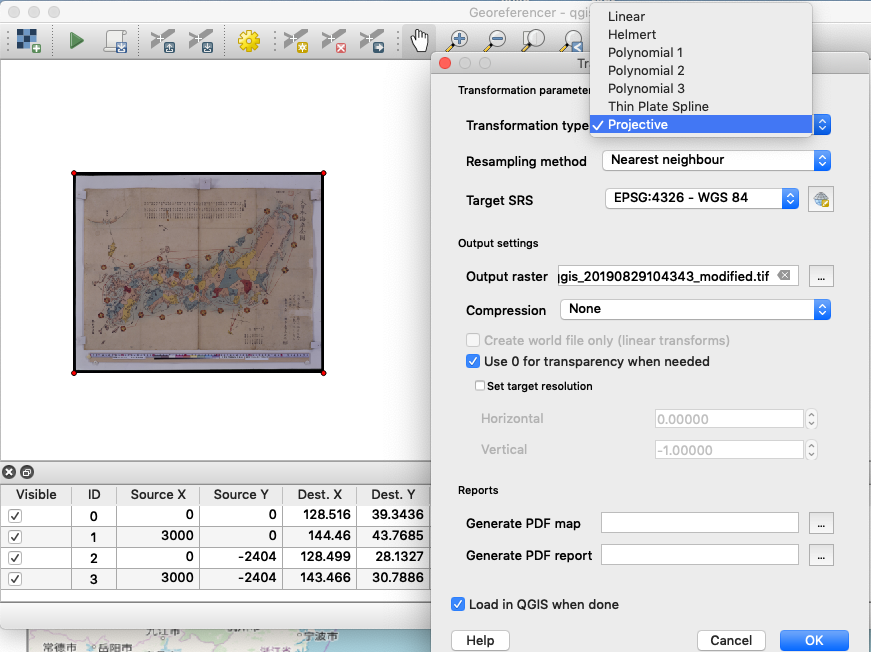 Georeferencer - qgis
Linear
Helmert
Polynomial 1
Polynomial 2
Polynomial 3
Thin Plate Spline
Projective
Transformation parameter
Transformation type
Resampling method Nearest neighbour
Target SRS EPSG:4326 - WGS 84
Output settings
Output raster gis_20190829104343_modified.tif ...
Compression None
Create world file only (linear transforms)
Use 0 for transparency when needed
Set target resolution
Horizontal 0.00000
Vertical -1.00000
Reports
Generate PDF map ...
Generate PDF report ...
Load in QGIS when done
Help Cancel OK
Visible ID Source X Source Y Dest. X Dest. Y
0 0 0 128.516 39.3436
1 3000 0 144.46 43.7685
2 0 -2404 128.499 28.1327
3 3000 -2404 143.466 30.7886
九江市
常德市
岳阳市
浙江省
宁波市